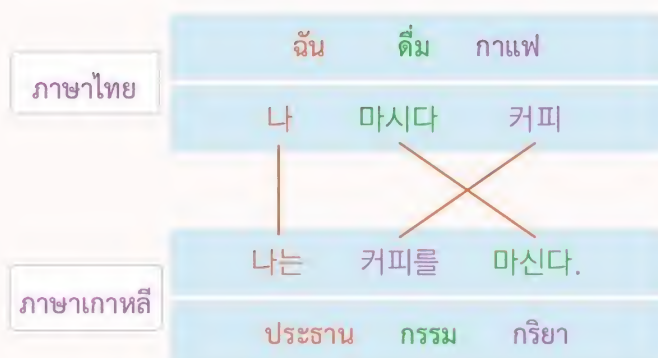 ภาษาไทย
ฉัน ดื่ม กาแฟ
나 마시다 커피
ภาษาเกาหลี
나는 커피를 마신다.
ประธาน กรรม กริยา